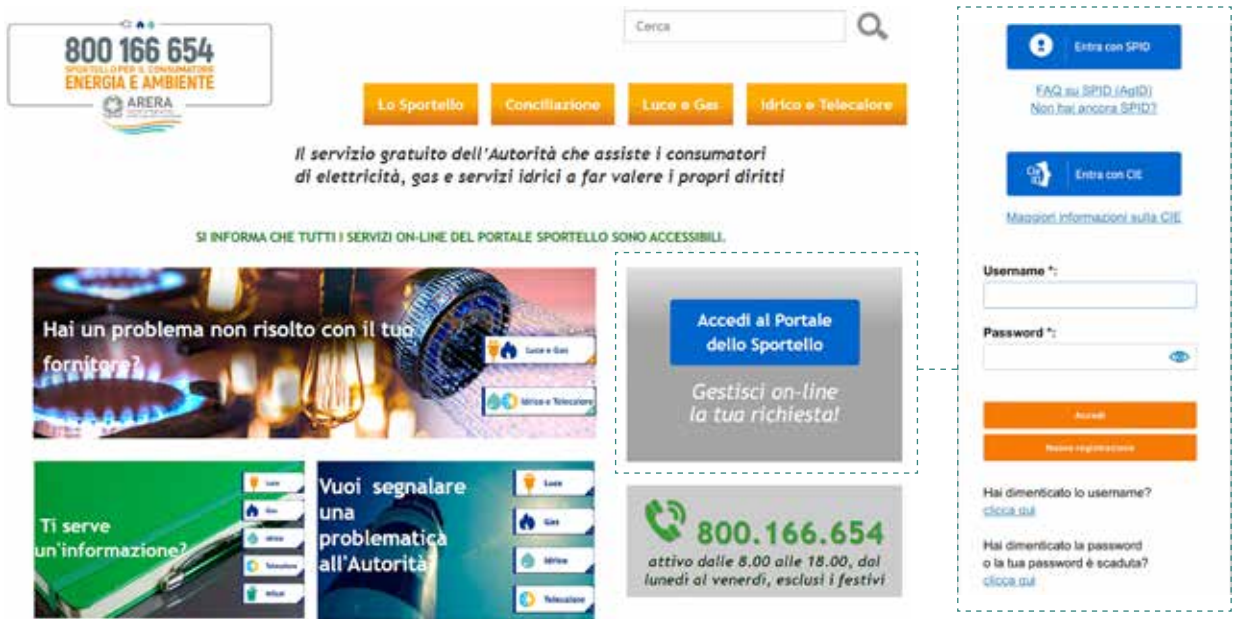 800 166 654
SPORTELLO PER IL CONSUMATORE
ENERGIA E AMBIENTE
ARERA
Cerca
Lo Sportello
Conciliazione
Luce e Gas
Idrico e Telecalore
Il servizio gratuito dell'Autorità che assiste i consumatori
di elettricità, gas e servizi idrici a far valere i propri diritti
SI INFORMA CHE TUTTI I SERVIZI ON-LINE DEL PORTALE SPORTELLO SONO ACCESSIBILI.
Hai un problema non risolto con il tuo
fornitore?
Luce e Gas
Idrico e Telecalore
Accedi al Portale
dello Sportello
Gestisci on-line
la tua richiesta!
Ti serve
un'informazione?
Luce
Gas
Idrico
Telecalore
Rifiuti
Vuoi segnalare
una
problematica
all'Autorità
Luce
Gas
Idrico
Telecalore
800.166.654
attivo dalle 8.00 alle 18.00, dal
lunedì al venerdì, esclusi i festivi
Entra con SPID
FAQ su SPID (AgID)
Non hai ancora SPID?
Entra con CIE
Maggiori informazioni sulla CIE
Username *:
Password *:
Accedi
Nuova registrazione
Hai dimenticato lo username?
clicca qui
Hai dimenticato la password
o la tua password è scaduta?
clicca qui